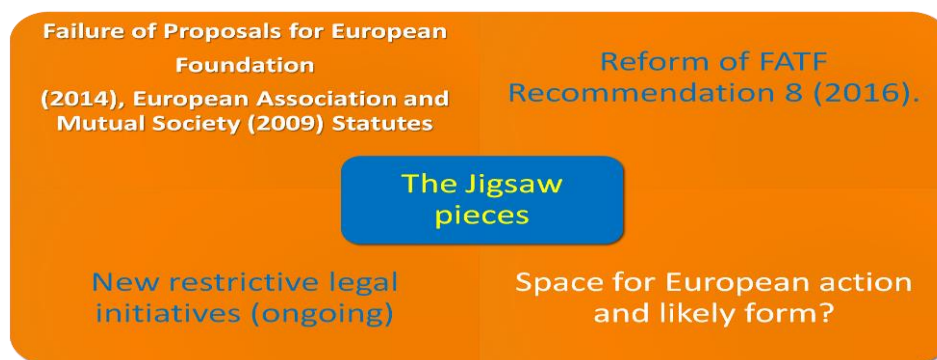 Failure of Proposals for European
Foundation
(2014), European Association and
Mutual Society (2009) Statutes
Reform of FATF
Recommendation 8 (2016).
The Jigsaw
pieces
New restrictive legal
initiatives (ongoing)
Space for European action
and likely form?